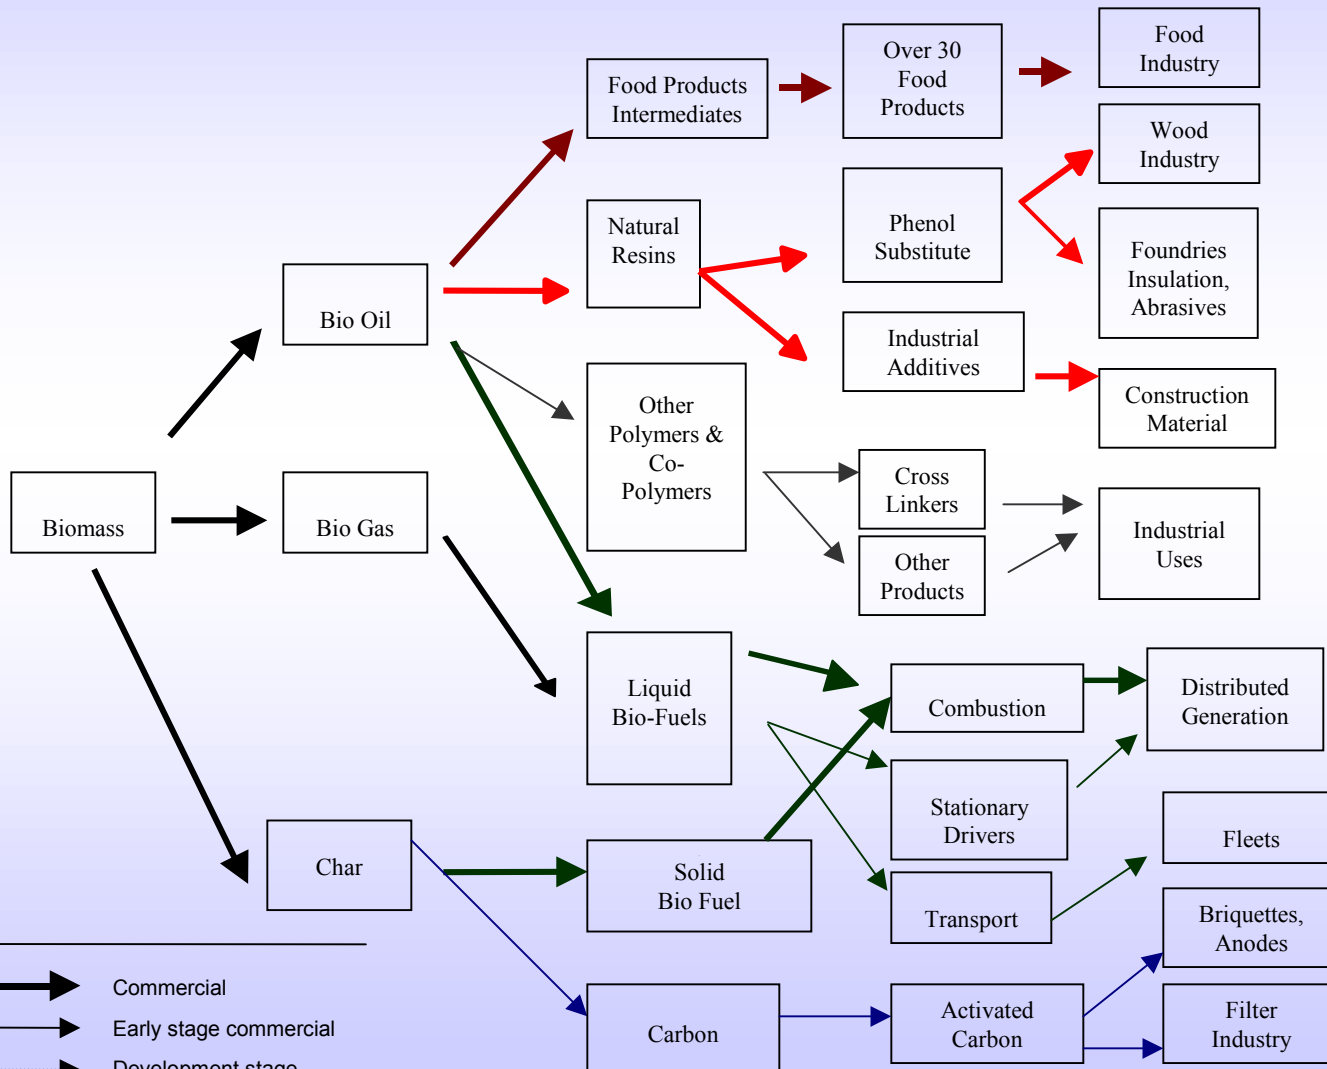 Food
Industry
Over 30
Food
Products
Food Products
Intermediates
Wood
Industry
Phenol
Substitute
Natural
Resins
Foundries
Insulation,
Abrasives
Bio Oil
Industrial
Additives
Construction
Material
Other
Polymers &
Co-
Polymers
Cross
Linkers
Biomass
Bio Gas
Industrial
Uses
Other
Products
Liquid
Bio-Fuels
Combustion
Distributed
Generation
Stationary
Drivers
Fleets
Char
Solid
Bio Fuel
Transport
Briquettes,
Anodes
Commercial
Early stage commercial
Development stage
Carbon
Activated
Carbon
Filter
Industry